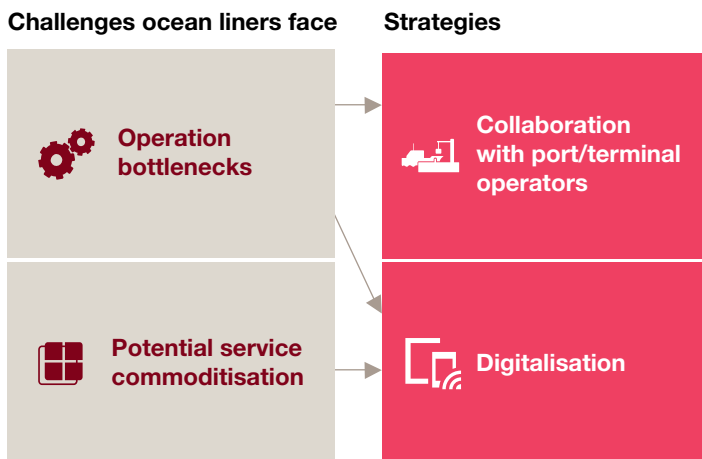 Challenges ocean liners face
Strategies
Operation
bottlenecks
Collaboration
with port/terminal
operators
Potential service
commoditisation
Digitalisation